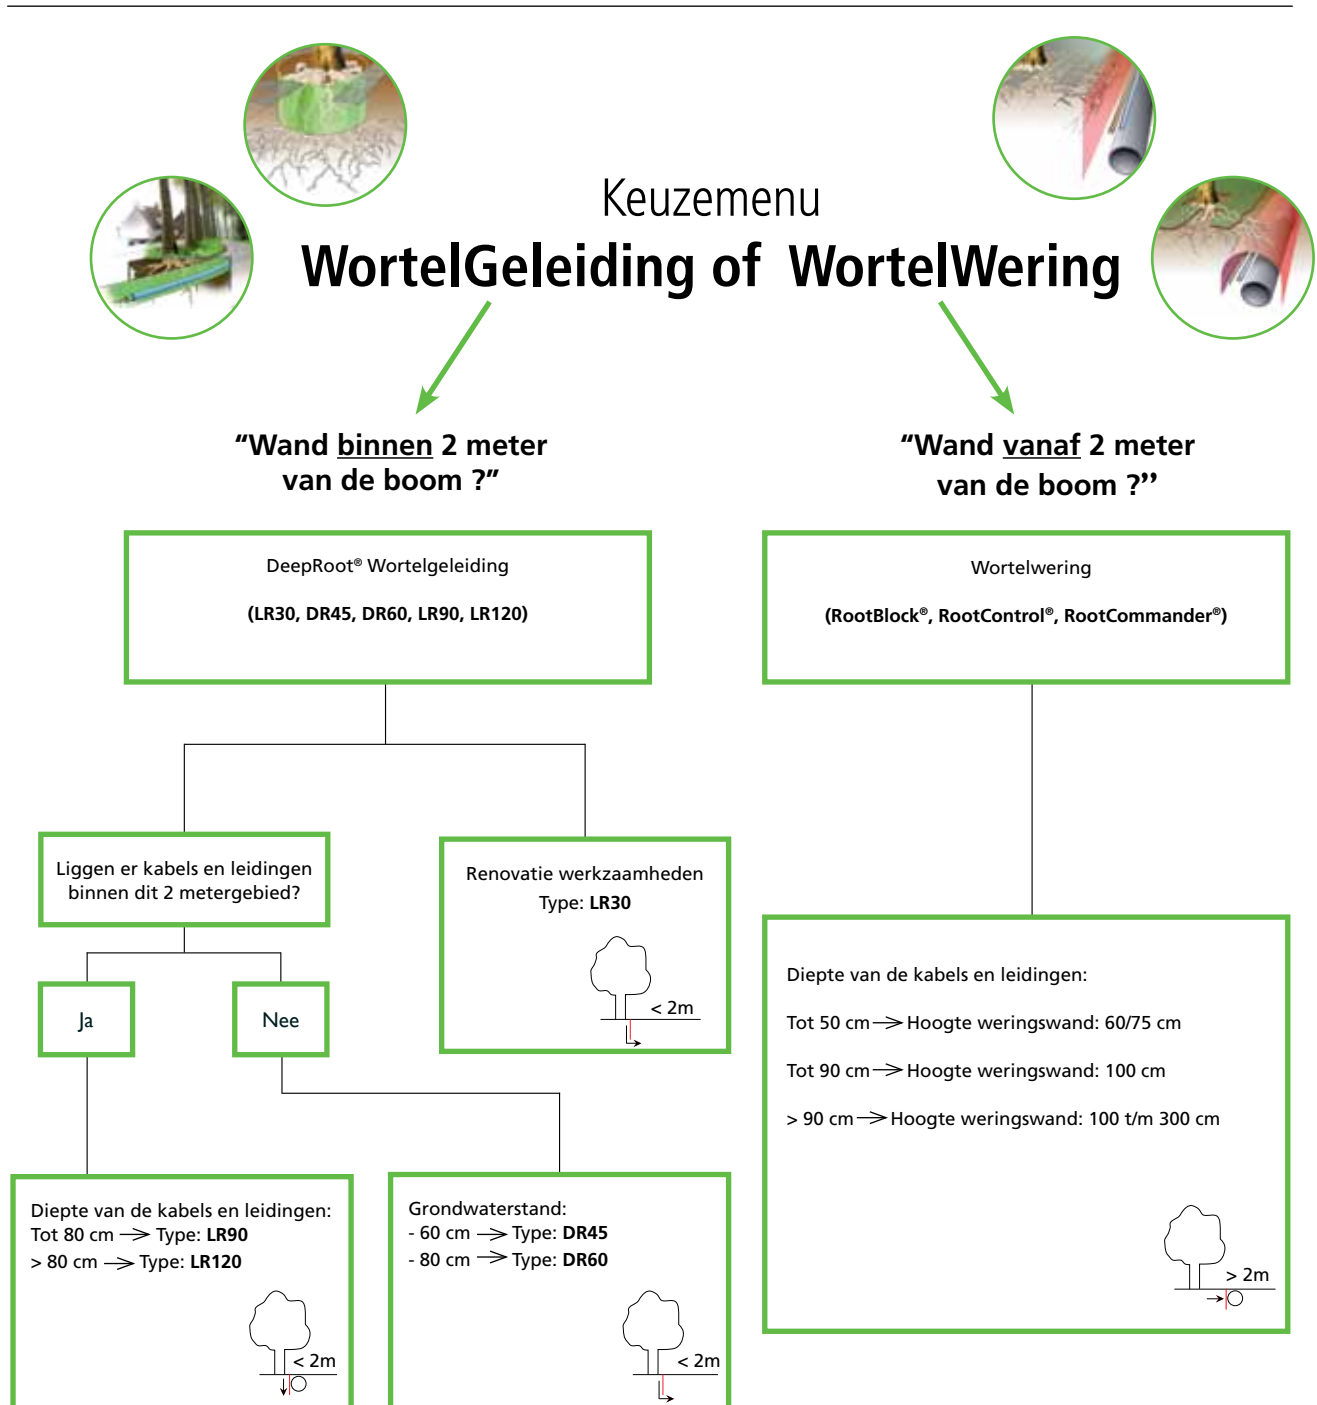 Keuzemenu
WortelGeleiding of WortelWering
"Wand binnen 2 meter
van de boom ?"
"Wand vanaf 2 meter
van de boom ?’’
DeepRoot® Wortelgeleiding
(LR30, DR45, DR60, LR90, LR120)
Wortelwering
(RootBlock®, RootControl®, RootCommander®)
Liggen er kabels en leidingen
binnen dit 2 metergebied?
Renovatie werkzaamheden
Type: LR30
< 2m
Ja
Nee
Diepte van de kabels en leidingen:
Tot 50 cm → Hoogte weringswand: 60/75 cm
Tot 90 cm → Hoogte weringswand: 100 cm
> 90 cm → Hoogte weringswand: 100 t/m 300 cm
> 2m
Diepte van de kabels en leidingen:
Tot 80 cm → Type: LR90
> 80 cm → Type: LR120
< 2m
Grondwaterstand:
- 60 cm → Type: DR45
- 80 cm → Type: DR60
< 2m